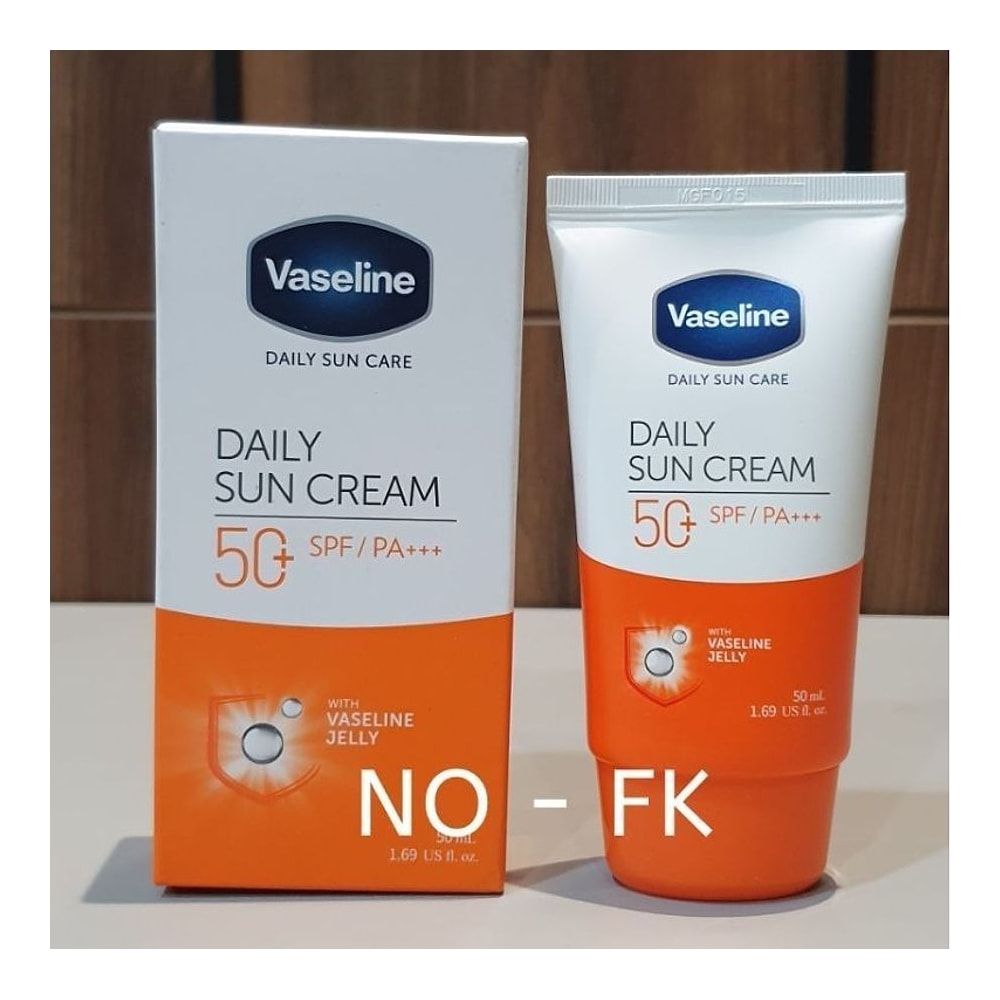 Vaseline
DAILY SUN CARE
DAILY
SUN CREAM
50+ SPF / PA+++
WITH
VASELINE
JELLY
50 mL
1.69 US fl. oz.
MGF015
Vaseline
DAILY SUN CARE
DAILY
SUN CREAM
50+ SPF / PA+++
WITH
VASELINE
JELLY
50 mL
1.69 US fl. oz.
NO - FK